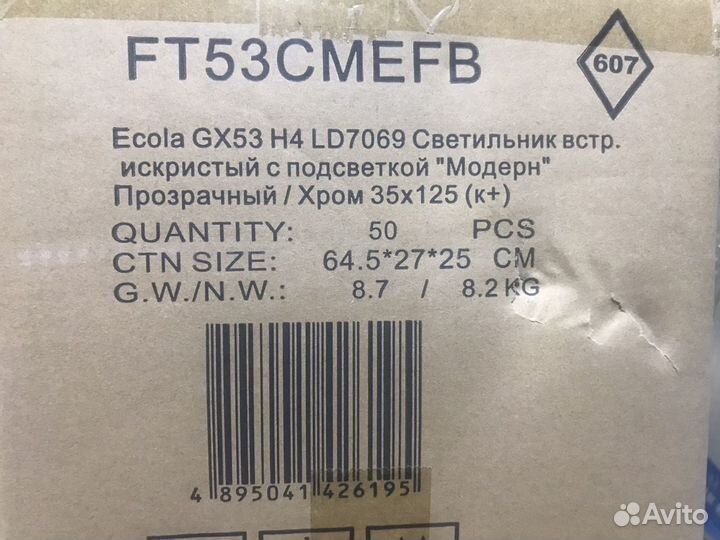 FT53CMEFB
607
Ecola GX53 H4 LD7069 Светильник встр.
искристый с подсветкой "Модерн"
Прозрачный / Хром 35x125 (к+)
QUANTITY: 50 PCS
CTN SIZE: 64.5*27*25 CM
G.W./N.W.: 8.7 / 8.2 KG
4 895041 426195
Avito